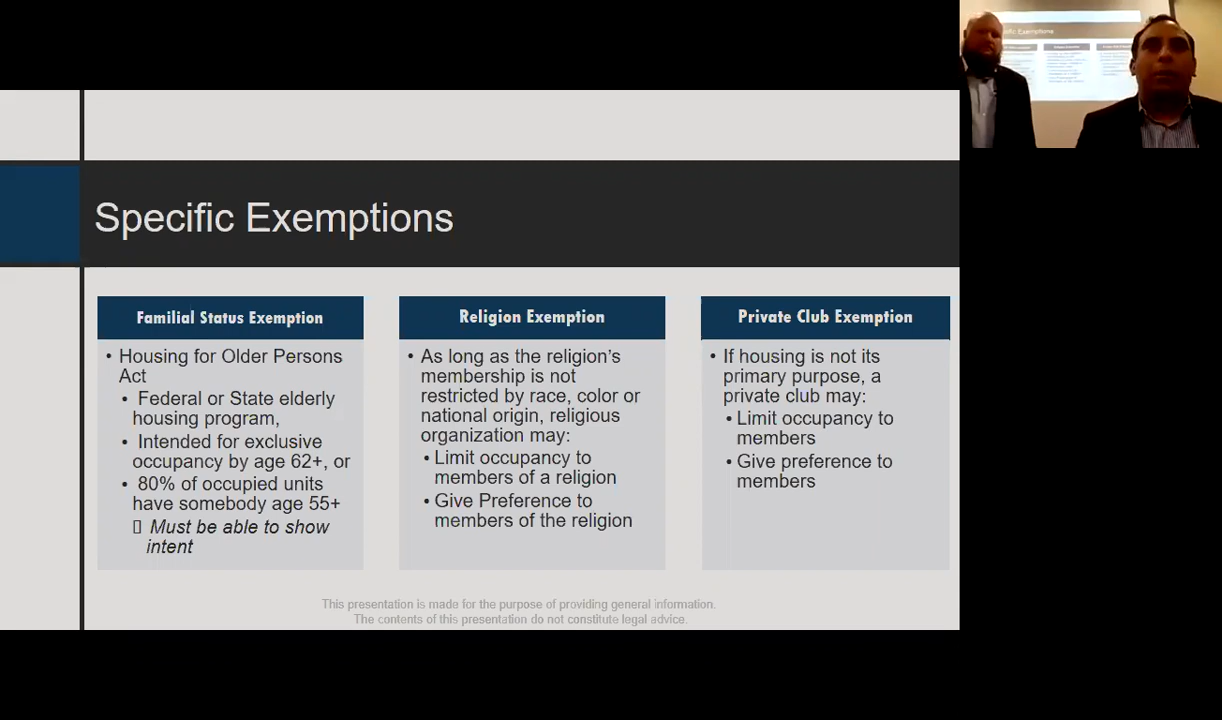 Specific Exemptions
Familial Status Exemption
• Housing for Older Persons
Act
• Federal or State elderly
housing program,
• Intended for exclusive
occupancy by age 62+, or
• 80% of occupied units
have somebody age 55+
▯ Must be able to show
intent
Religion Exemption
• As long as the religion's
membership is not
restricted by race, color or
national origin, religious
organization may:
• Limit occupancy to
members of a religion
• Give Preference to
members of the religion
Private Club Exemption
• If housing is not its
primary purpose, a
private club may:
• Limit occupancy to
members
• Give preference to
members
This presentation is made for the purpose of providing general information.
The contents of this presentation do not constitute legal advice.
Exemptions